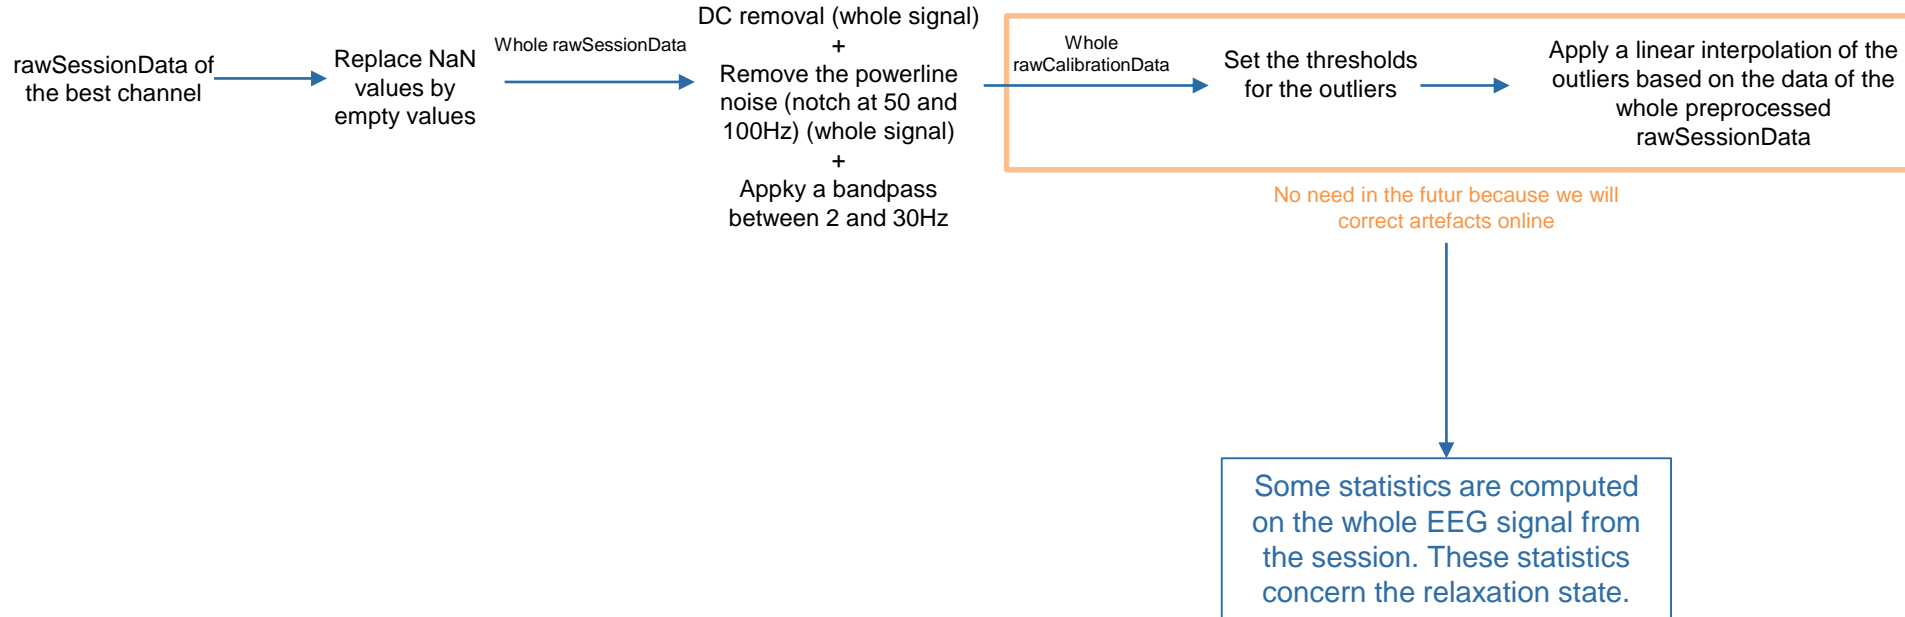 rawSessionData of
the best channel
Replace NaN
values by
empty values
Whole rawSessionData
DC removal (whole signal)
+
Remove the powerline
noise (notch at 50 and
100Hz) (whole signal)
+
Appky a bandpass
between 2 and 30Hz
Whole
rawCalibrationData
Set the thresholds
for the outliers
Apply a linear interpolation of the
outliers based on the data of the
whole preprocessed
rawSessionData
No need in the futur because we will
correct artefacts online
Some statistics are computed
on the whole EEG signal from
the session. These statistics
concern the relaxation state.